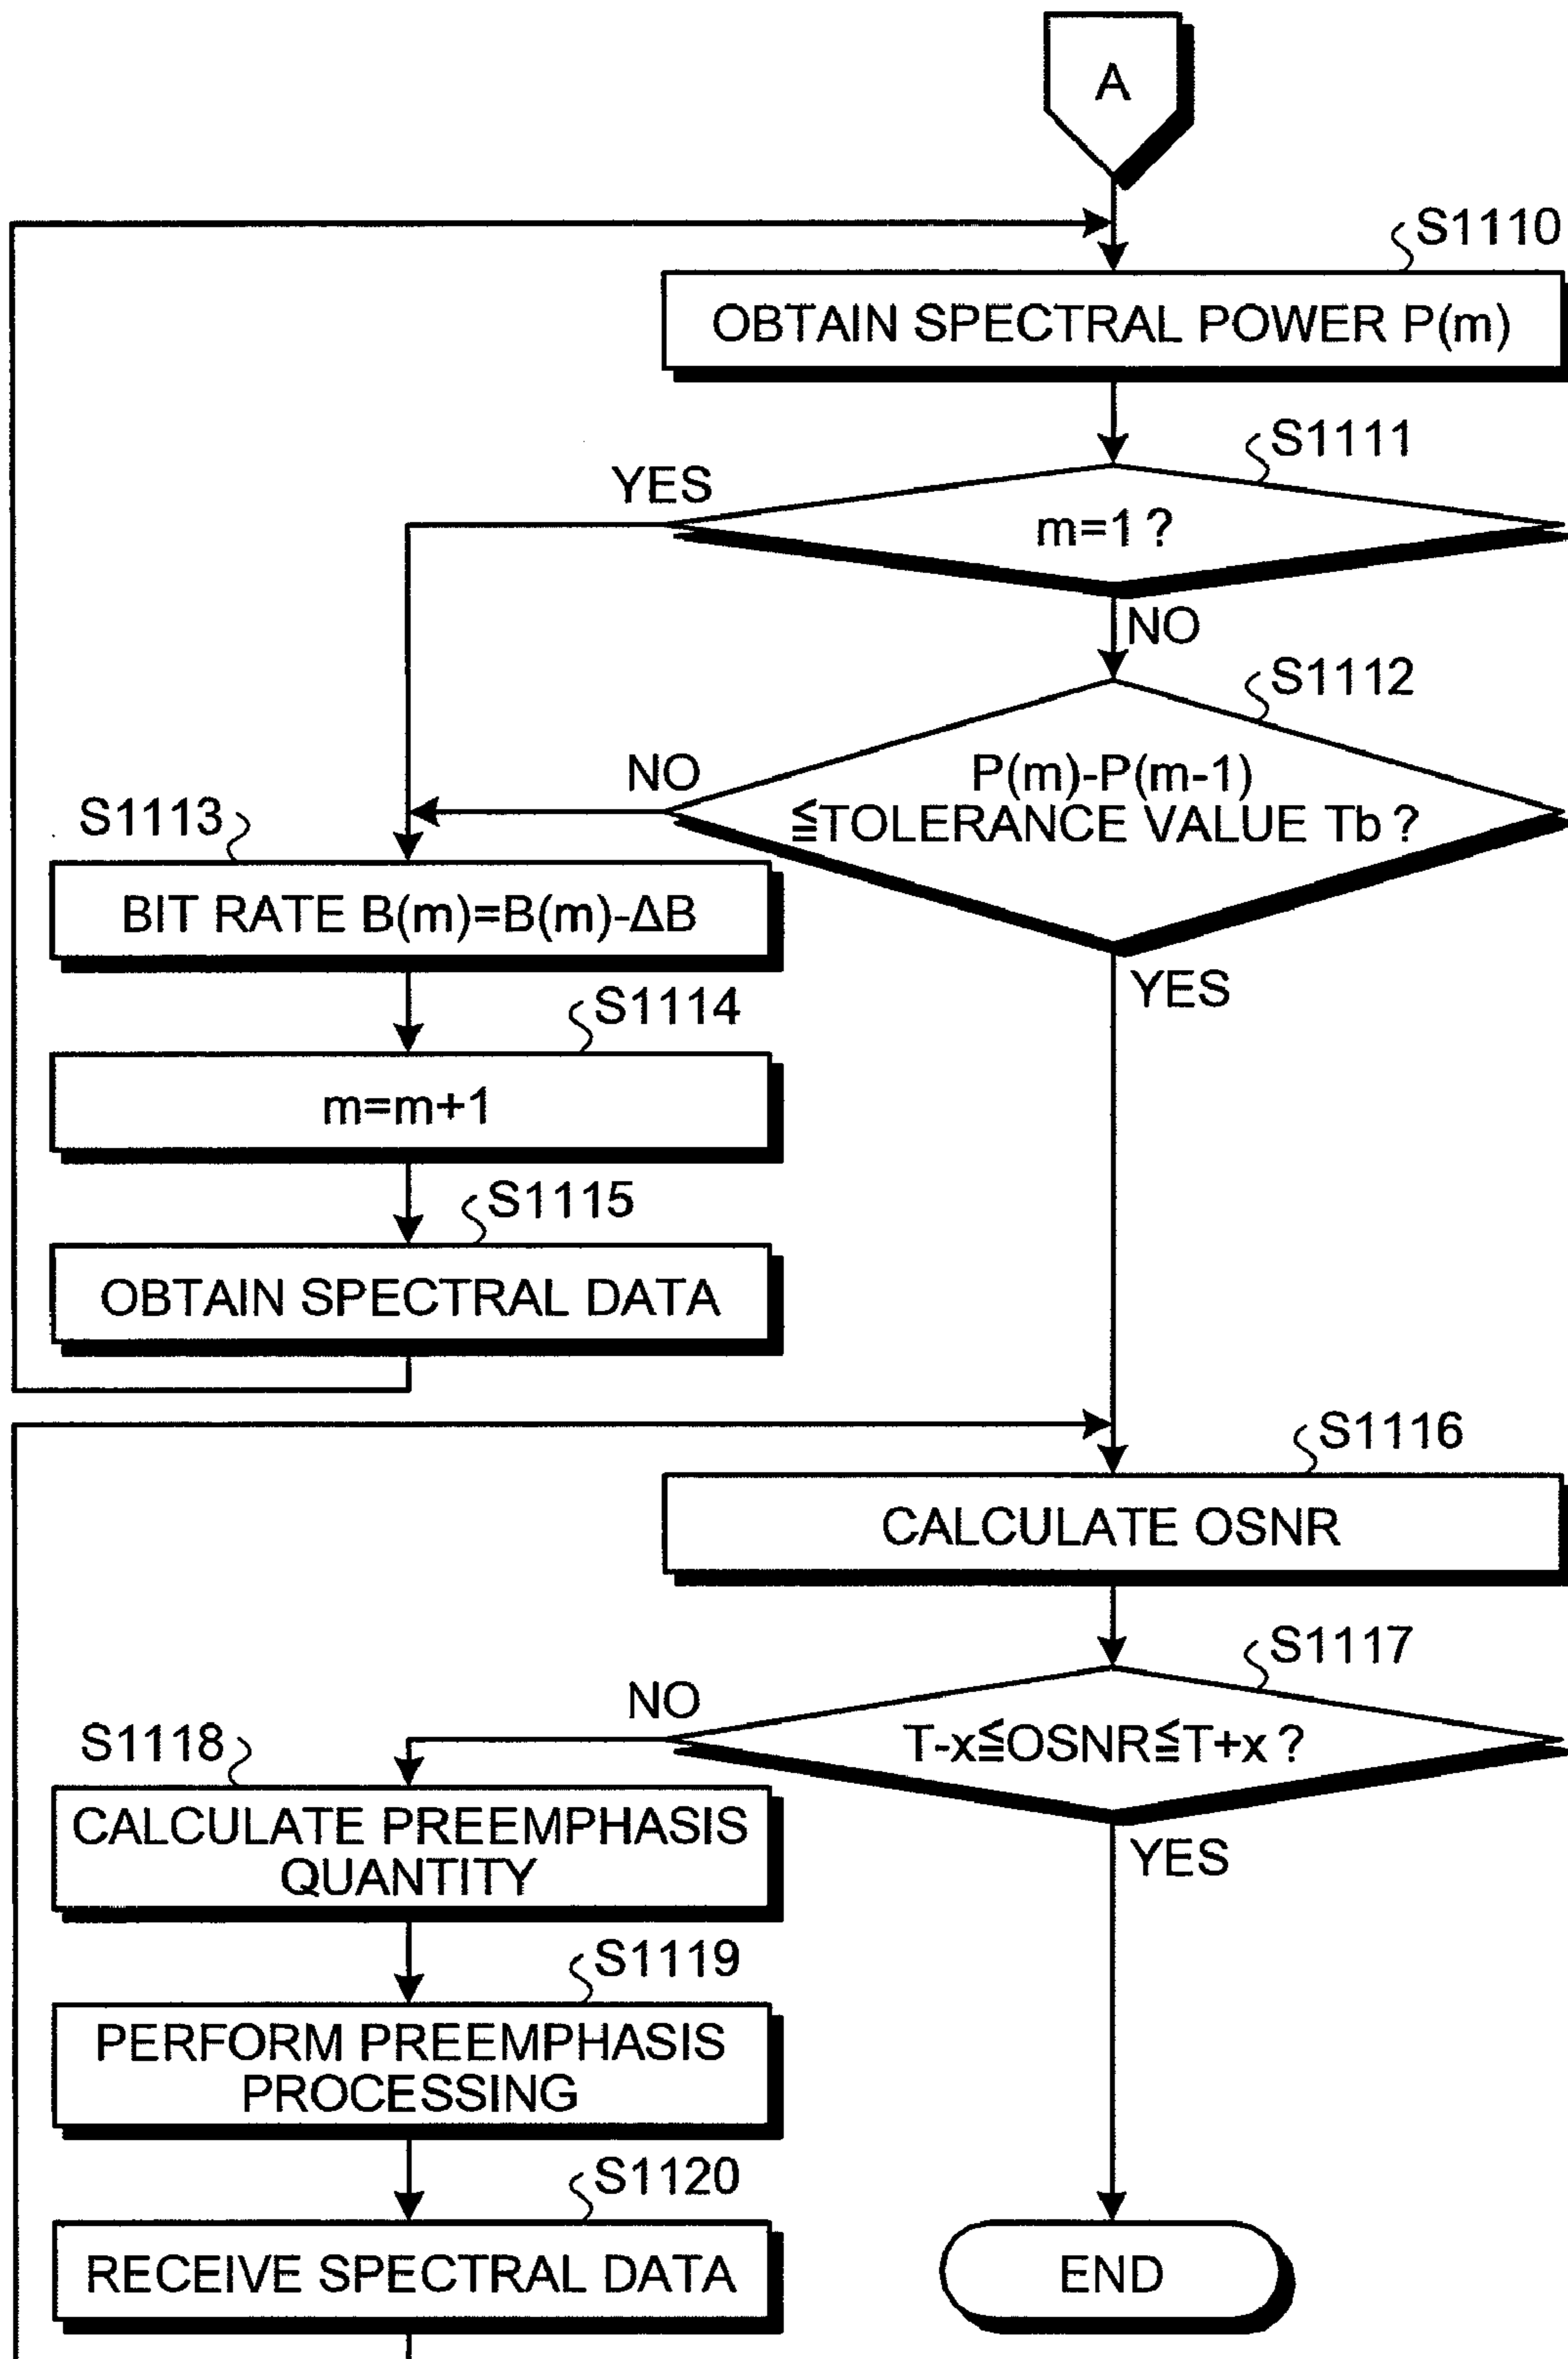 A
S1110
OBTAIN SPECTRAL POWER P(m)
S1111
YES
m=1 ?
NO
S1112
NO
P(m)-P(m-1)
≦TOLERANCE VALUE Tb ?
S1113
BIT RATE B(m)=B(m)-ΔB
YES
S1114
m=m+1
S1115
OBTAIN SPECTRAL DATA
S1116
CALCULATE OSNR
S1117
NO
T-x≦OSNR≦T+x ?
S1118
CALCULATE PREEMPHASIS
QUANTITY
YES
S1119
PERFORM PREEMPHASIS
PROCESSING
S1120
RECEIVE SPECTRAL DATA
END